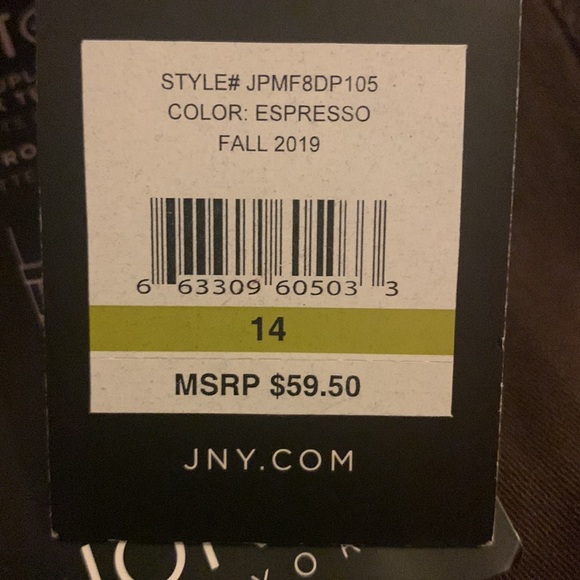 STYLE# JPMF8DP105
COLOR: ESPRESSO
FALL 2019
6 63309 60503 3
14
MSRP $59.50
JNY.COM